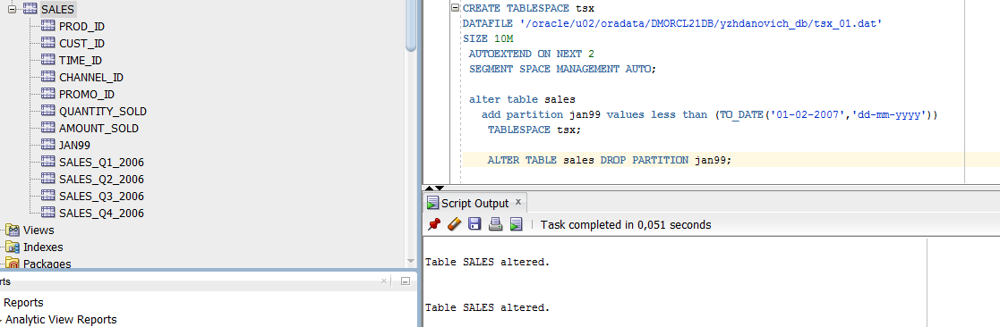 SALES
PROD_ID
CUST_ID
TIME_ID
CHANNEL_ID
PROMO_ID
QUANTITY_SOLD
AMOUNT_SOLD
JAN99
SALES_Q1_2006
SALES_Q2_2006
SALES_Q3_2006
SALES_Q4_2006
Views
Indexes
Packages
rts
Reports
Analytic View Reports
CREATE TABLESPACE tsx
DATAFILE '/oracle/u02/oradata/DMORCL21DB/yzhdanovich_db/tsx_01.dat'
SIZE 10M
AUTOEXTEND ON NEXT 2
SEGMENT SPACE MANAGEMENT AUTO;
alter table sales
add partition jan99 values less than (TO_DATE('01-02-2007','dd-mm-yyyy'))
TABLESPACE tsx;
ALTER TABLE sales DROP PARTITION jan99;
Script Output x
Task completed in 0,051 seconds
Table SALES altered.
Table SALES altered.